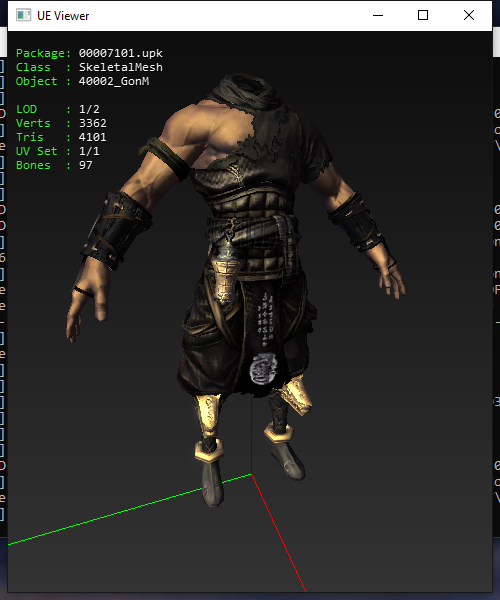 UE Viewer
Package: 00007101.upk
Class : SkeletalMesh
Object : 40002_GonM
LOD : 1/2
Verts : 3362
Tris : 4101
UV Set : 1/1
Bones : 97